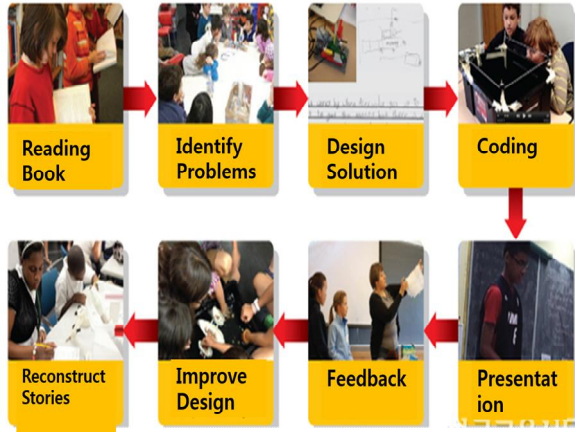 Reading
Book
Identify
Problems
Design
Solution
Coding
Presentat
ion
Feedback
Improve
Design
Reconstruct
Stories